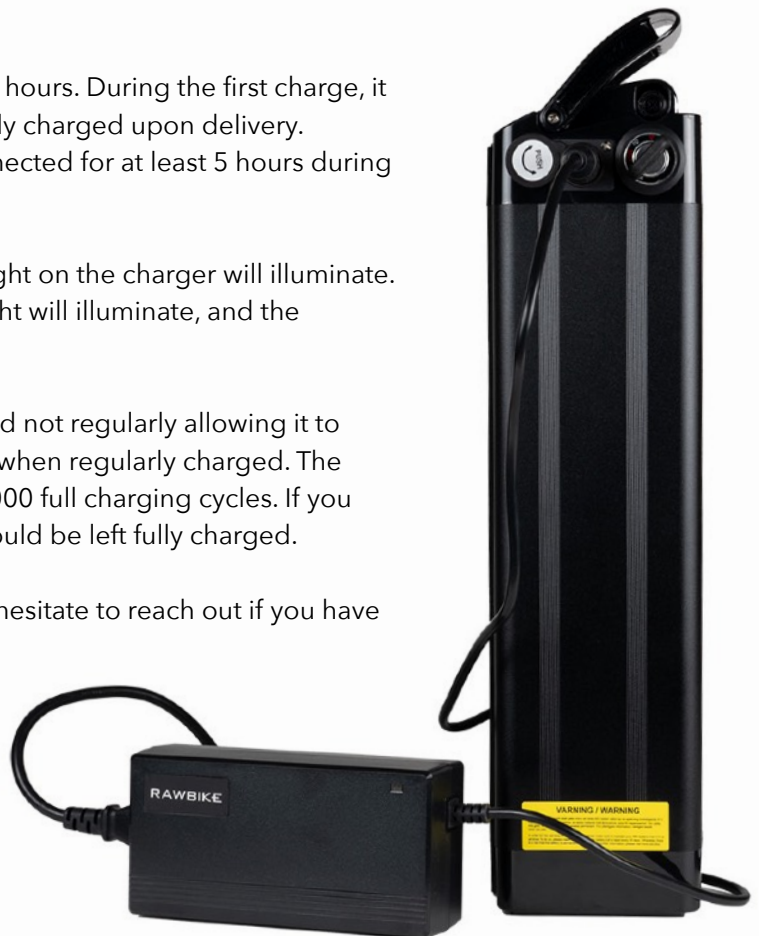 hours. During the first charge, it
ly charged upon delivery.
nected for at least 5 hours during
ght on the charger will illuminate.
ht will illuminate, and the
d not regularly allowing it to
when regularly charged. The
000 full charging cycles. If you
ould be left fully charged.
hesitate to reach out if you have
PUSH
RAWBIKE
VARNING / WARNING